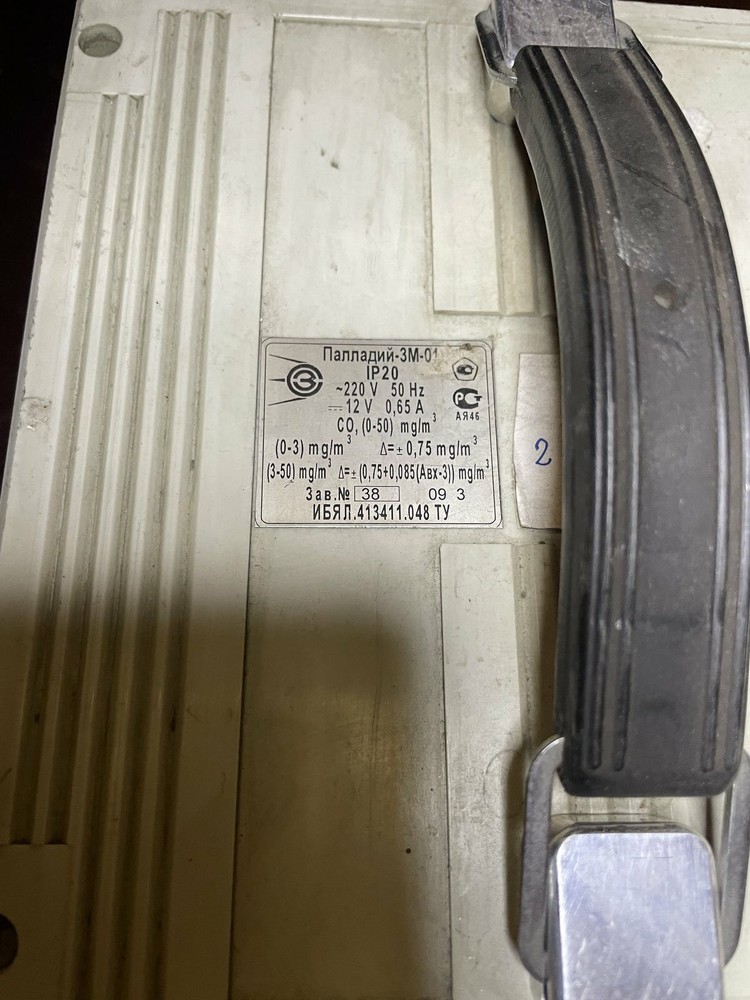 Палладий-3М-01
IP20
~220 V 50 Hz
⎓12 V 0,65 A
АЯ46
CO, (0-50) mg/m³
(0-3) mg/m³ Δ=±0,75 mg/m³
(3-50) mg/m³ Δ=±(0,75+0,085(Aвх-3)) mg/m³
Зав.№ 38 09 3
ИБЯЛ.413411.048 ТУ
2